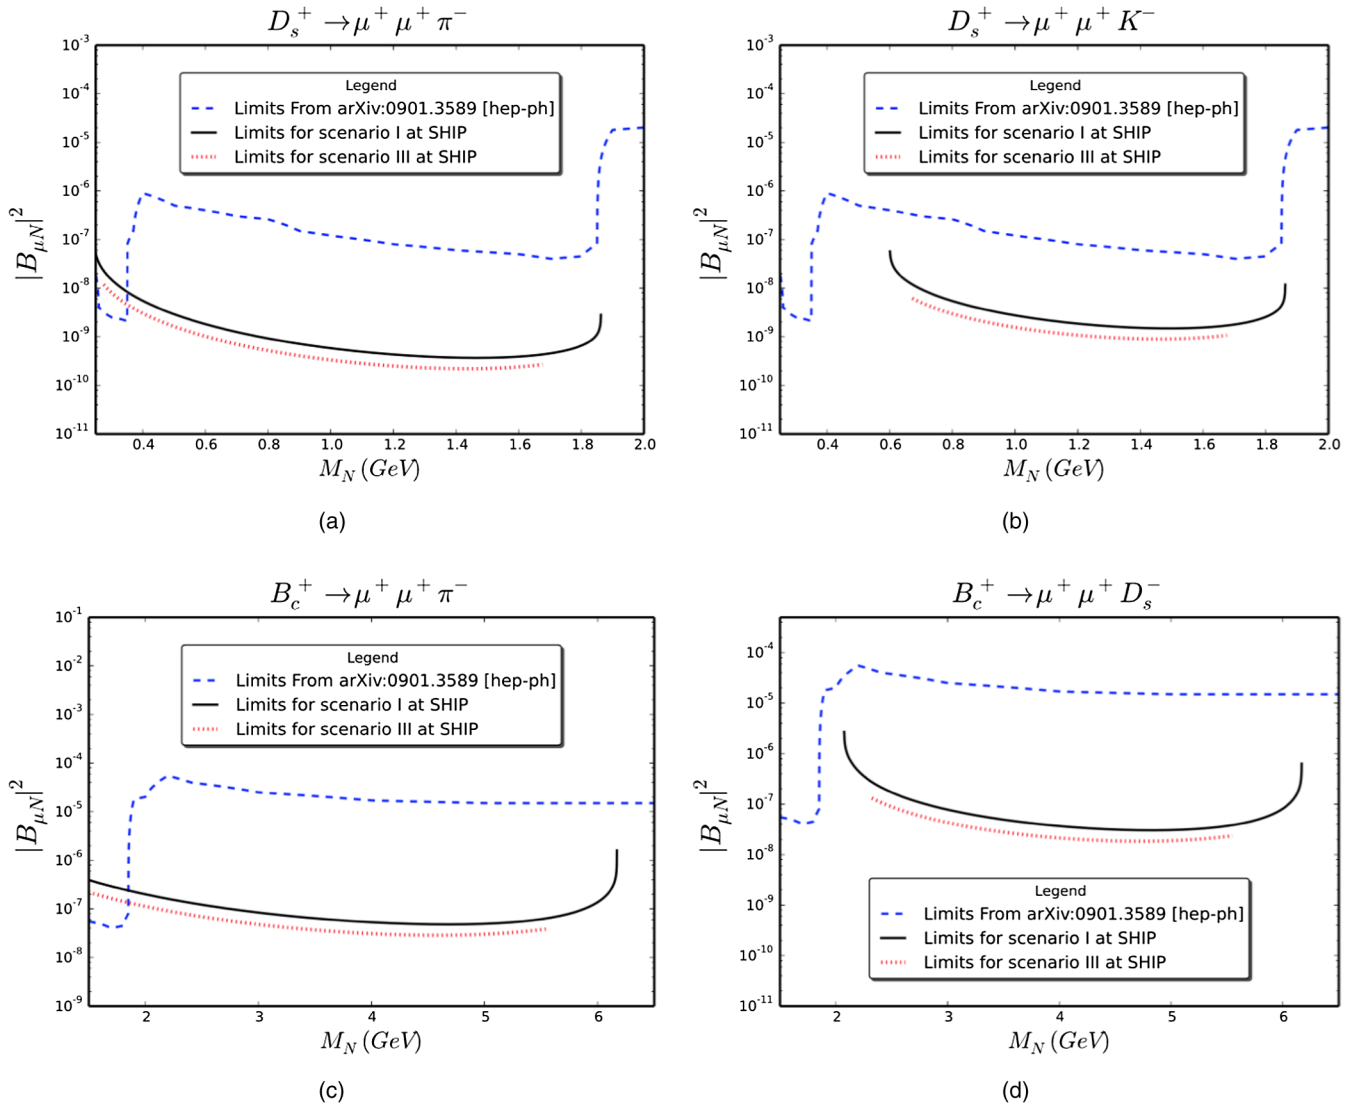 D_s^+ → μ^+ μ^+ π^-
10^-3
10^-4
10^-5
10^-6
10^-7
10^-8
10^-9
10^-10
10^-11
|B_μN|^2
Legend
Limits From arXiv:0901.3589 [hep-ph]
Limits for scenario I at SHIP
Limits for scenario III at SHIP
0.4 0.6 0.8 1.0 1.2 1.4 1.6 1.8 2.0
M_N (GeV)
(a)
D_s^+ → μ^+ μ^+ K^-
10^-3
10^-4
10^-5
10^-6
10^-7
10^-8
10^-9
10^-10
10^-11
|B_μN|^2
Legend
Limits From arXiv:0901.3589 [hep-ph]
Limits for scenario I at SHIP
Limits for scenario III at SHIP
0.4 0.6 0.8 1.0 1.2 1.4 1.6 1.8 2.0
M_N (GeV)
(b)
B_c^+ → μ^+ μ^+ π^-
10^-1
10^-2
10^-3
10^-4
10^-5
10^-6
10^-7
10^-8
10^-9
|B_μN|^2
Legend
Limits From arXiv:0901.3589 [hep-ph]
Limits for scenario I at SHIP
Limits for scenario III at SHIP
2 3 4 5 6
M_N (GeV)
(c)
B_c^+ → μ^+ μ^+ D_s^-
10^-4
10^-5
10^-6
10^-7
10^-8
10^-9
10^-10
10^-11
|B_μN|^2
Legend
Limits From arXiv:0901.3589 [hep-ph]
Limits for scenario I at SHIP
Limits for scenario III at SHIP
2 3 4 5 6
M_N (GeV)
(d)